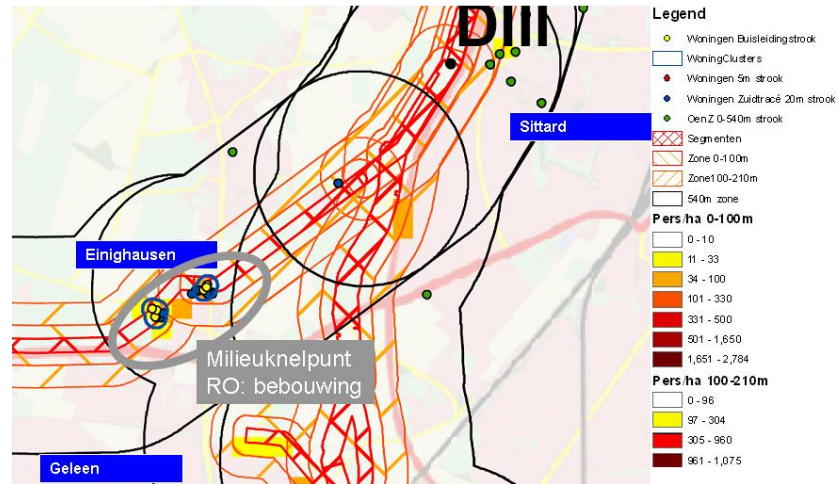 BIII
Sittard
Einighausen
Milieuknelpunt
RO: bebouwing
Geleen
Legend
Woningen Buisleidingstrook
WoningClusters
Woningen 5m strook
Woningen Zuidtracé 20m strook
OenZ 0-540m strook
Segmenten
Zone 0-100m
Zone100-210m
540m zone
Pers/ha 0-100m
0 - 10
11 - 33
34 - 100
101 - 330
331 - 500
501 - 1,650
1,651 - 2,784
Pers/ha 100-210m
0 - 96
97 - 304
305 - 960
961 - 1,075